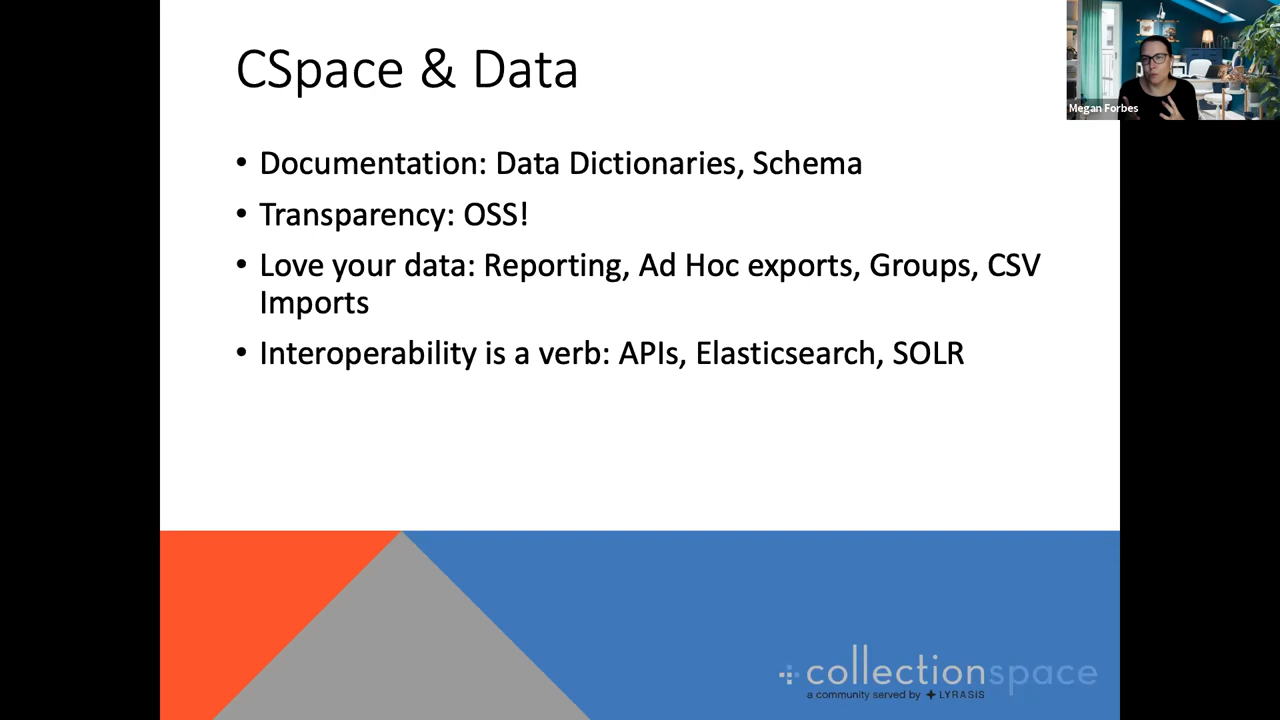 CSpace & Data
Megan Forbes
• Documentation: Data Dictionaries, Schema
• Transparency: OSS!
• Love your data: Reporting, Ad Hoc exports, Groups, CSV
Imports
• Interoperability is a verb: APIs, Elasticsearch, SOLR
collectionspace
a community served by LYRASIS